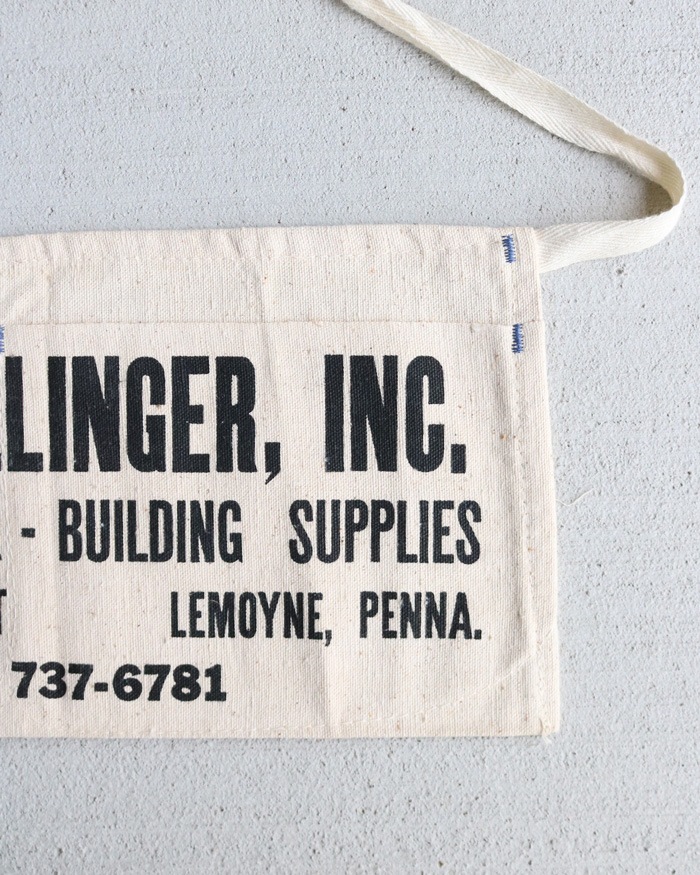 LINGER, INC.
- BUILDING SUPPLIES
LEMOYNE, PENNA.
737-6781